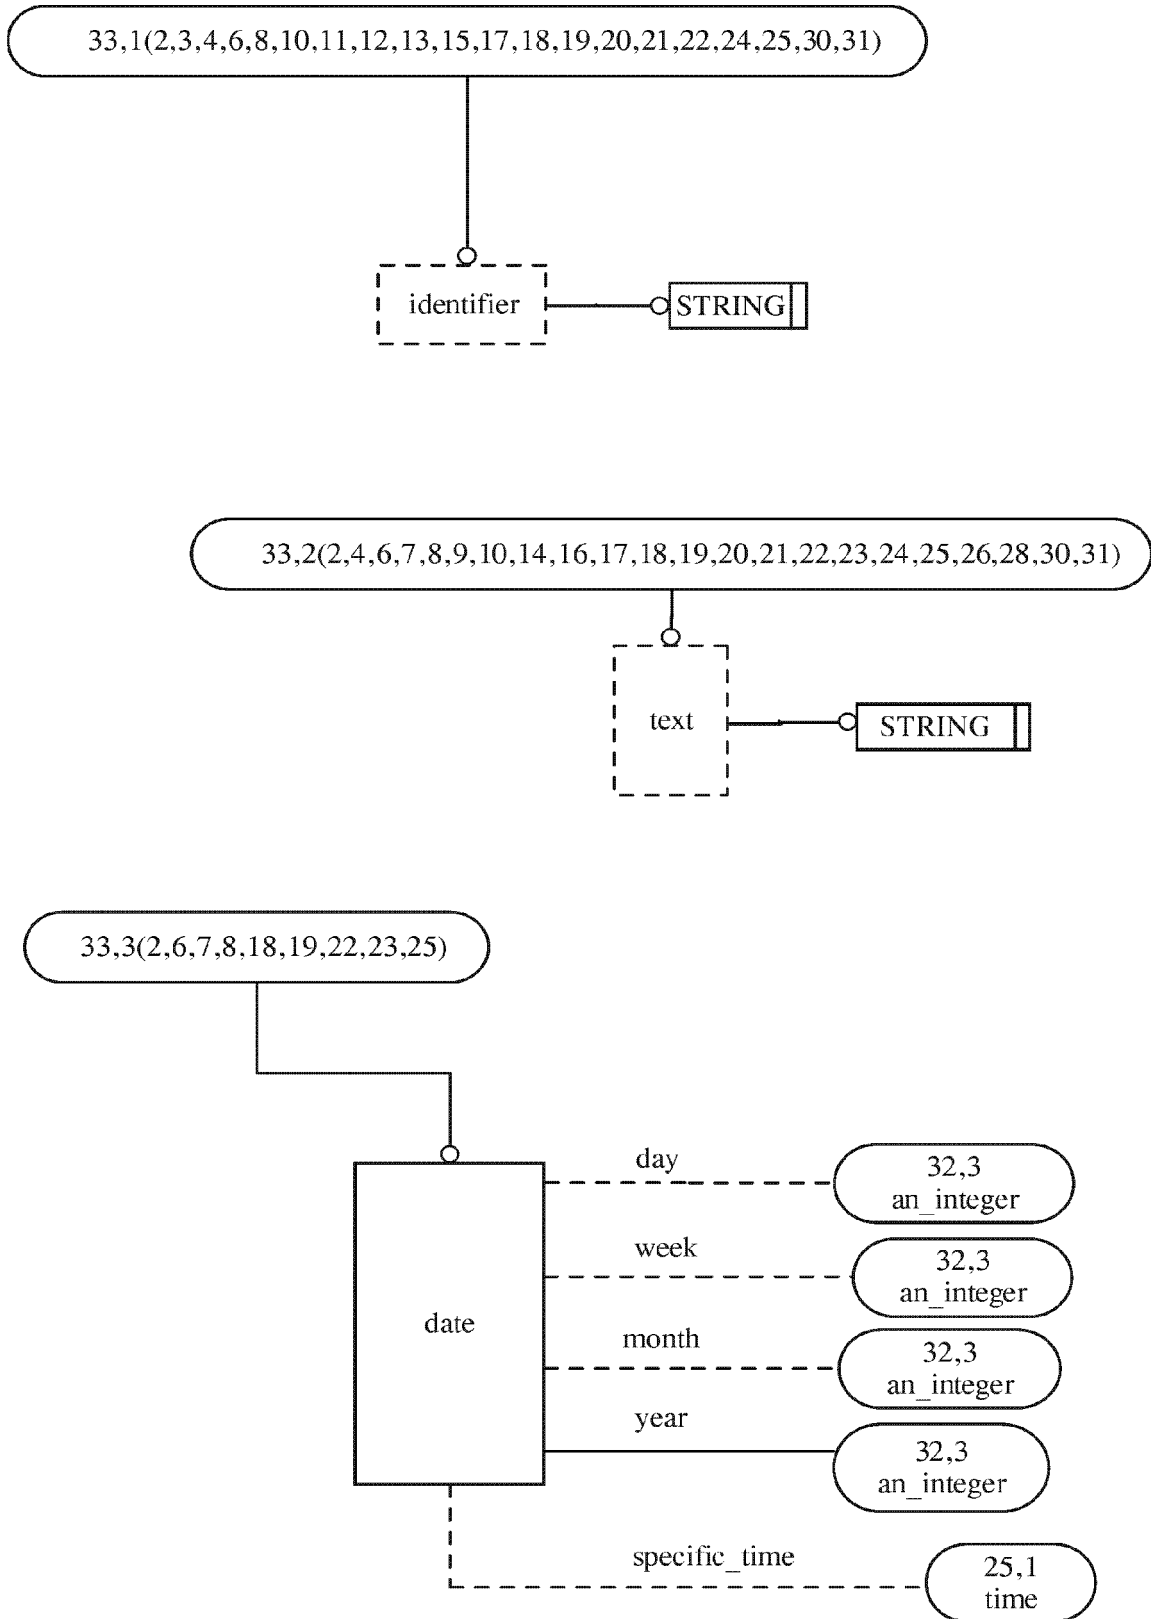 33,1(2,3,4,6,8,10,11,12,13,15,17,18,19,20,21,22,24,25,30,31)
identifier
STRING
33,2(2,4,6,7,8,9,10,14,16,17,18,19,20,21,22,23,24,25,26,28,30,31)
text
STRING
33,3(2,6,7,8,18,19,22,23,25)
date
day
32,3
an_integer
week
32,3
an_integer
month
32,3
an_integer
year
32,3
an_integer
specific_time
25,1
time